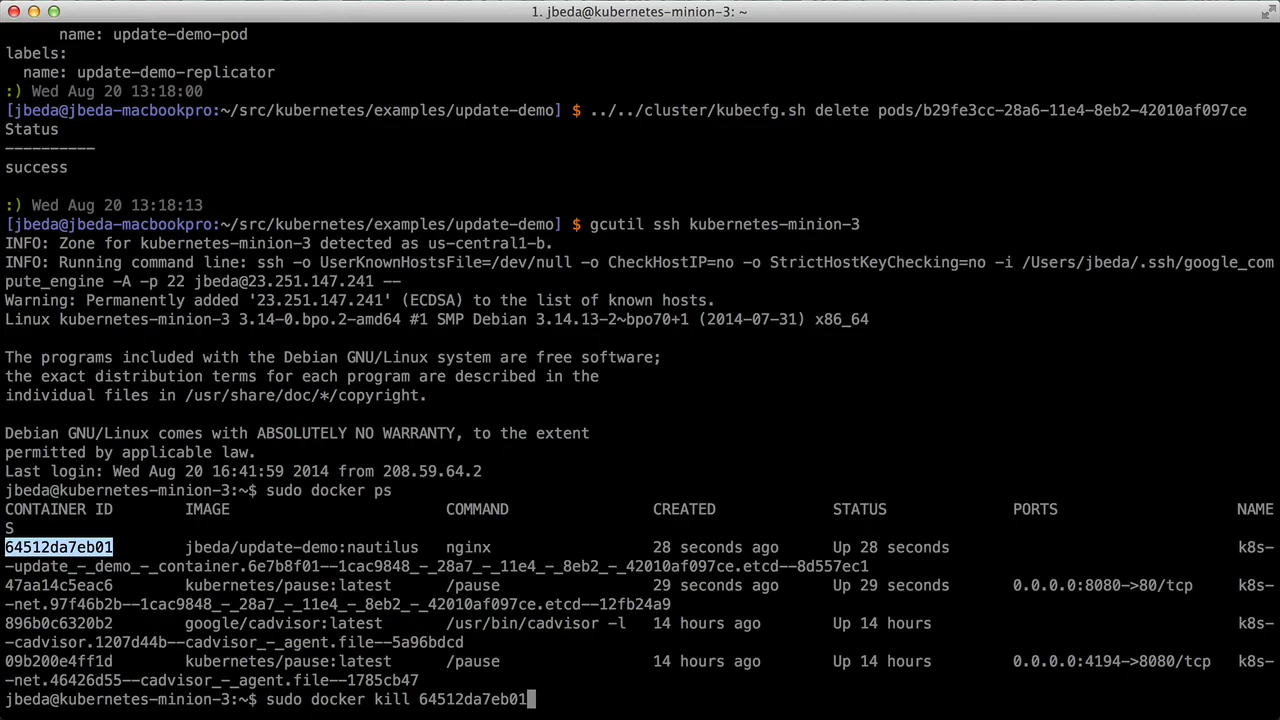 1. jbeda@kubernetes-minion-3: ~
name: update-demo-pod
labels:
name: update-demo-replicator
:) Wed Aug 20 13:18:00
[jbeda@jbeda-macbookpro:~/src/kubernetes/examples/update-demo] $ ../../cluster/kubecfg.sh delete pods/b29fe3cc-28a6-11e4-8eb2-42010af097ce
Status
----------
success
:) Wed Aug 20 13:18:13
[jbeda@jbeda-macbookpro:~/src/kubernetes/examples/update-demo] $ gcutil ssh kubernetes-minion-3
INFO: Zone for kubernetes-minion-3 detected as us-central1-b.
INFO: Running command line: ssh -o UserKnownHostsFile=/dev/null -o CheckHostIP=no -o StrictHostKeyChecking=no -i /Users/jbeda/.ssh/google_com
pute_engine -A -p 22 jbeda@23.251.147.241 --
Warning: Permanently added '23.251.147.241' (ECDSA) to the list of known hosts.
Linux kubernetes-minion-3 3.14-0.bpo.2-amd64 #1 SMP Debian 3.14.13-2~bpo70+1 (2014-07-31) x86_64
The programs included with the Debian GNU/Linux system are free software;
the exact distribution terms for each program are described in the
individual files in /usr/share/doc/*/copyright.
Debian GNU/Linux comes with ABSOLUTELY NO WARRANTY, to the extent
permitted by applicable law.
Last login: Wed Aug 20 16:41:59 2014 from 208.59.64.2
jbeda@kubernetes-minion-3:~$ sudo docker ps
CONTAINER ID IMAGE COMMAND CREATED STATUS PORTS NAME
S
64512da7eb01 jbeda/update-demo:nautilus nginx 28 seconds ago Up 28 seconds k8s-
-update_-_demo_-_container.6e7b8f01--1cac9848_-_28a7_-_11e4_-_8eb2_-_42010af097ce.etcd--8d557ec1
47aa14c5eac6 kubernetes/pause:latest /pause 29 seconds ago Up 29 seconds 0.0.0.0:8080->80/tcp k8s-
-net.97f46b2b--1cac9848_-_28a7_-_11e4_-_8eb2_-_42010af097ce.etcd--12fb24a9
896b0c6320b2 google/cadvisor:latest /usr/bin/cadvisor -l 14 hours ago Up 14 hours k8s-
-cadvisor.1207d44b--cadvisor_-_agent.file--5a96bdcd
09b200e4ff1d kubernetes/pause:latest /pause 14 hours ago Up 14 hours 0.0.0.0:4194->8080/tcp k8s-
-net.46426d55--cadvisor_-_agent.file--1785cb47
jbeda@kubernetes-minion-3:~$ sudo docker kill 64512da7eb01